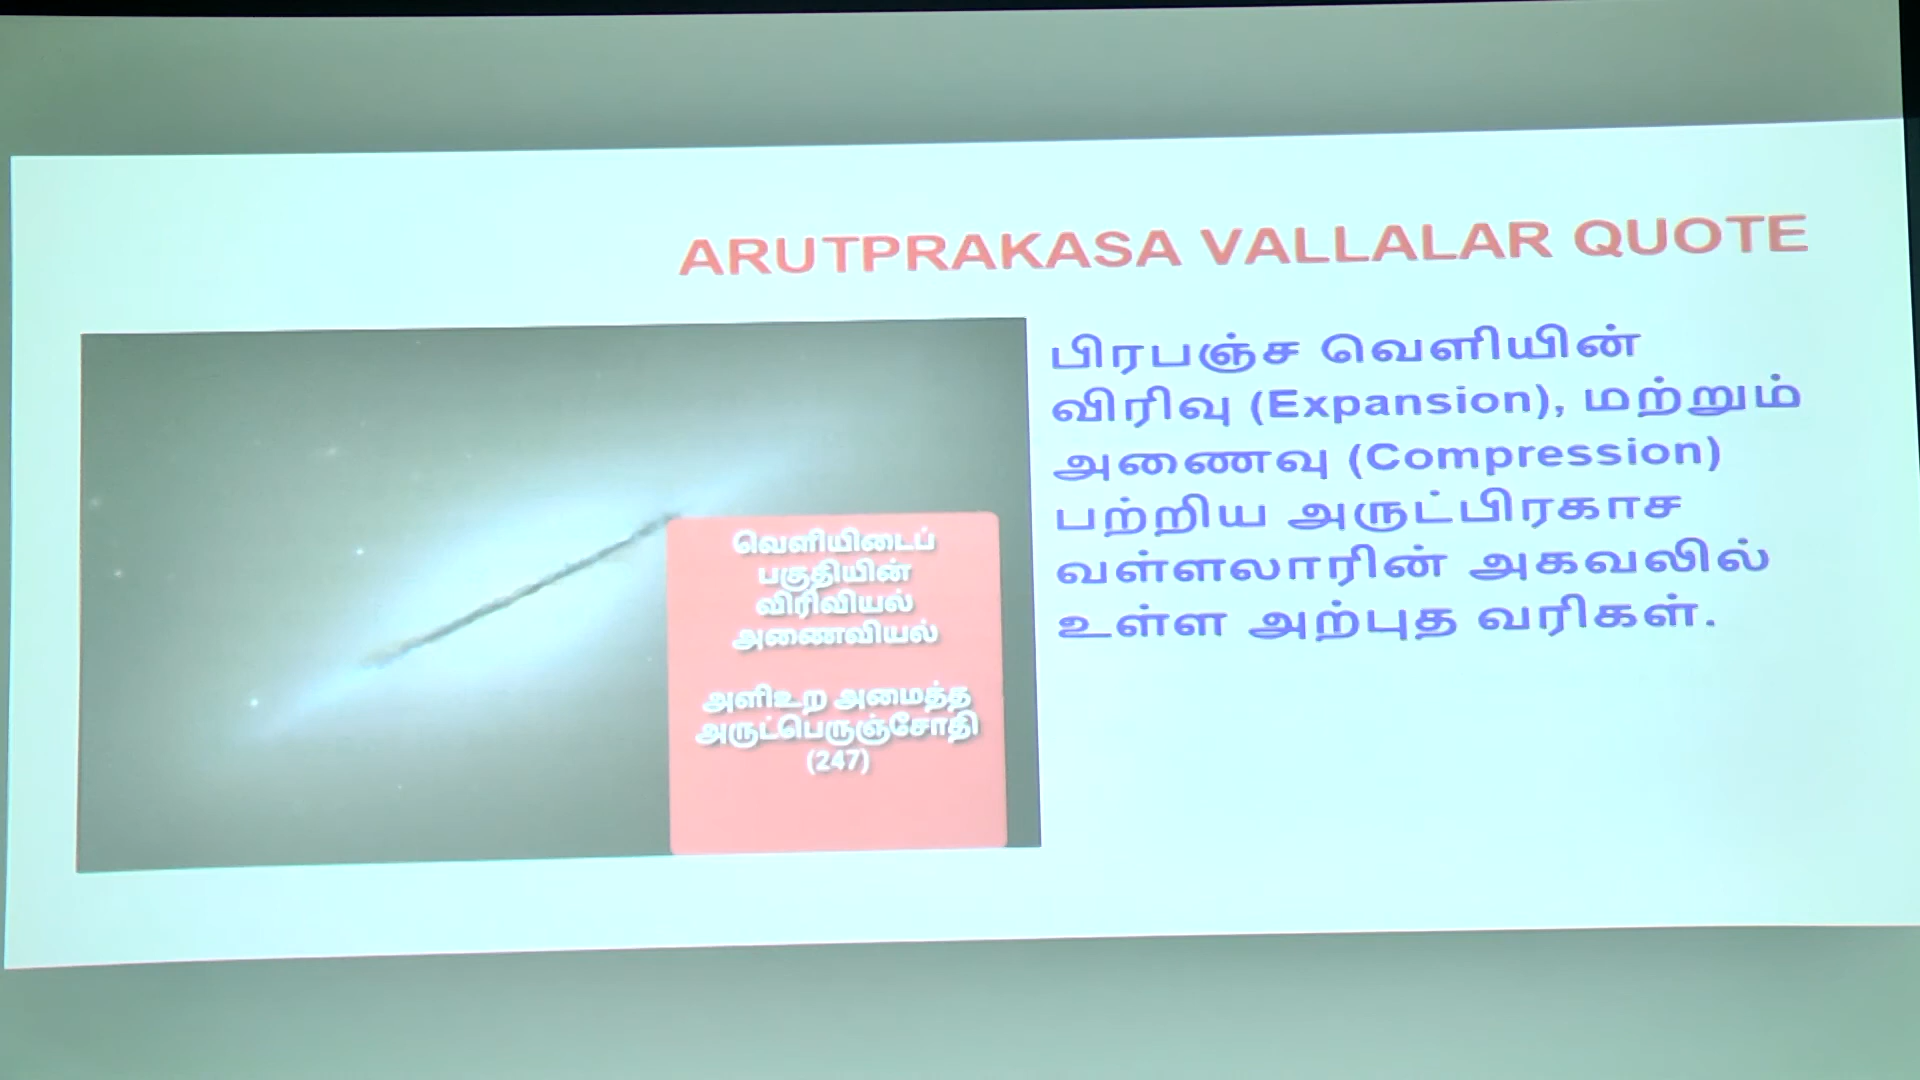 ARUTPRAKASA VALLALAR QUOTE
பிரபஞ்ச வெளியின்
விரிவு (Expansion), மற்றும்
அணைவு (Compression)
பற்றிய அருட்பிரகாச
வள்ளலாரின் அகவலில்
உள்ள அற்புத வரிகள்.
வெளியிடைப்
பகுதியின்
விரிவியல்
அணைவியல்
அளிஉற அமைத்த
அருட்பெருஞ்சோதி
(247)